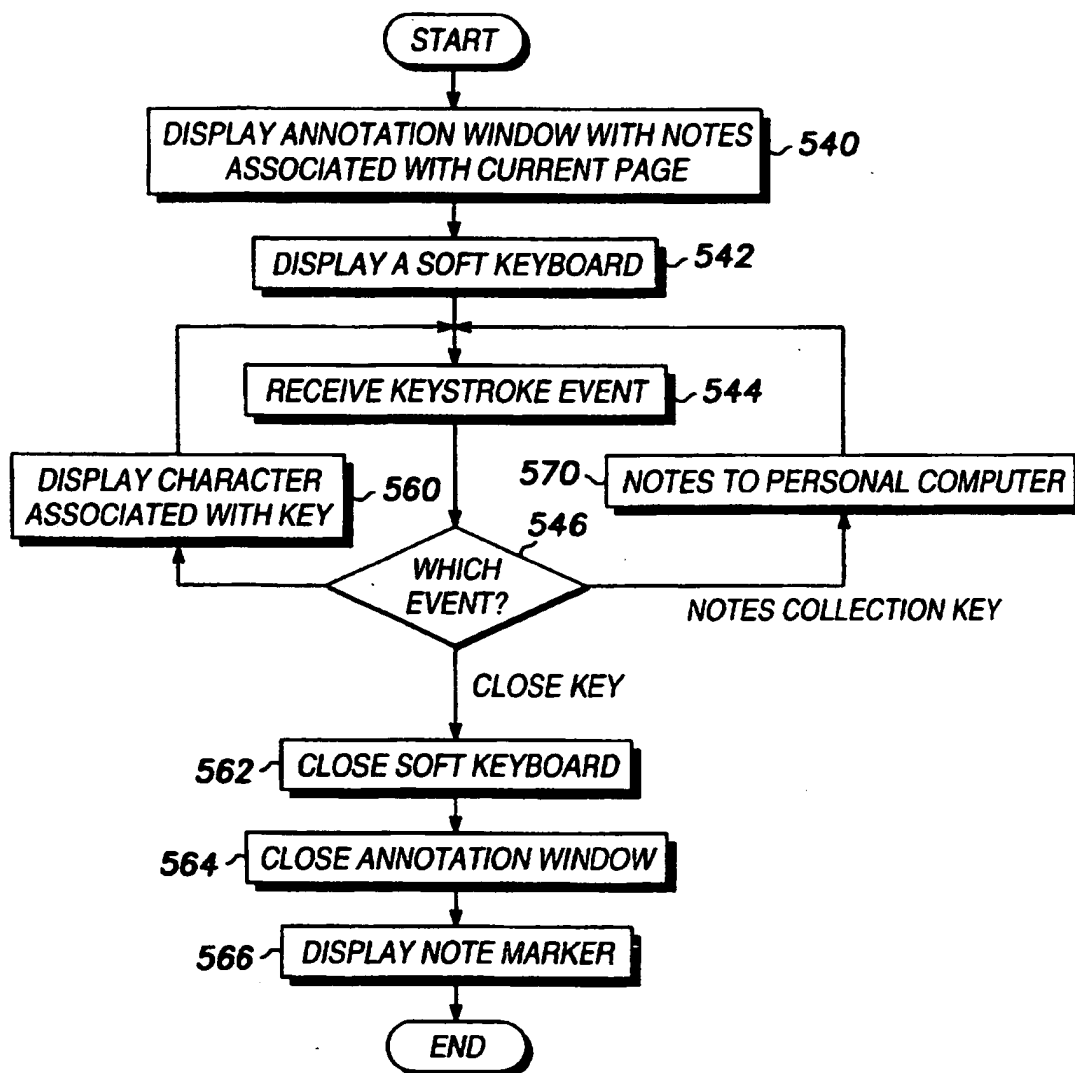 START
DISPLAY ANNOTATION WINDOW WITH NOTES
ASSOCIATED WITH CURRENT PAGE
540
DISPLAY A SOFT KEYBOARD
542
RECEIVE KEYSTROKE EVENT
544
DISPLAY CHARACTER
ASSOCIATED WITH KEY
560
570
NOTES TO PERSONAL COMPUTER
546
WHICH
EVENT?
NOTES COLLECTION KEY
CLOSE KEY
562
CLOSE SOFT KEYBOARD
564
CLOSE ANNOTATION WINDOW
566
DISPLAY NOTE MARKER
END